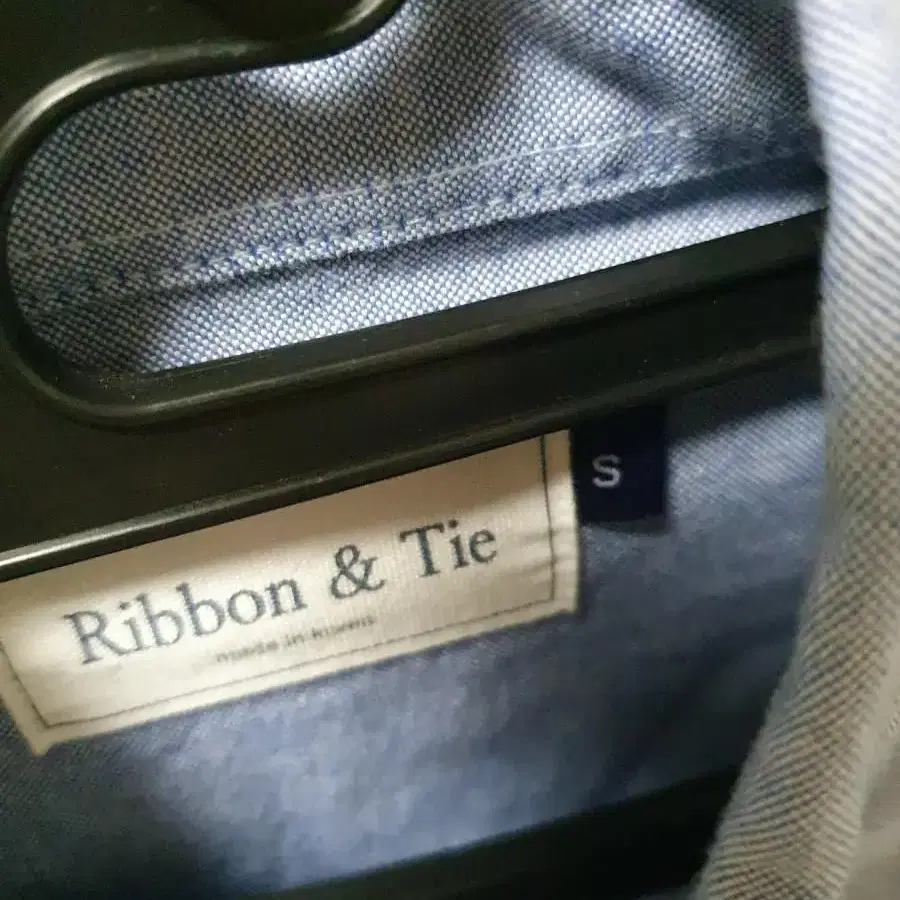 Ribbon & Tie
made in korea
S